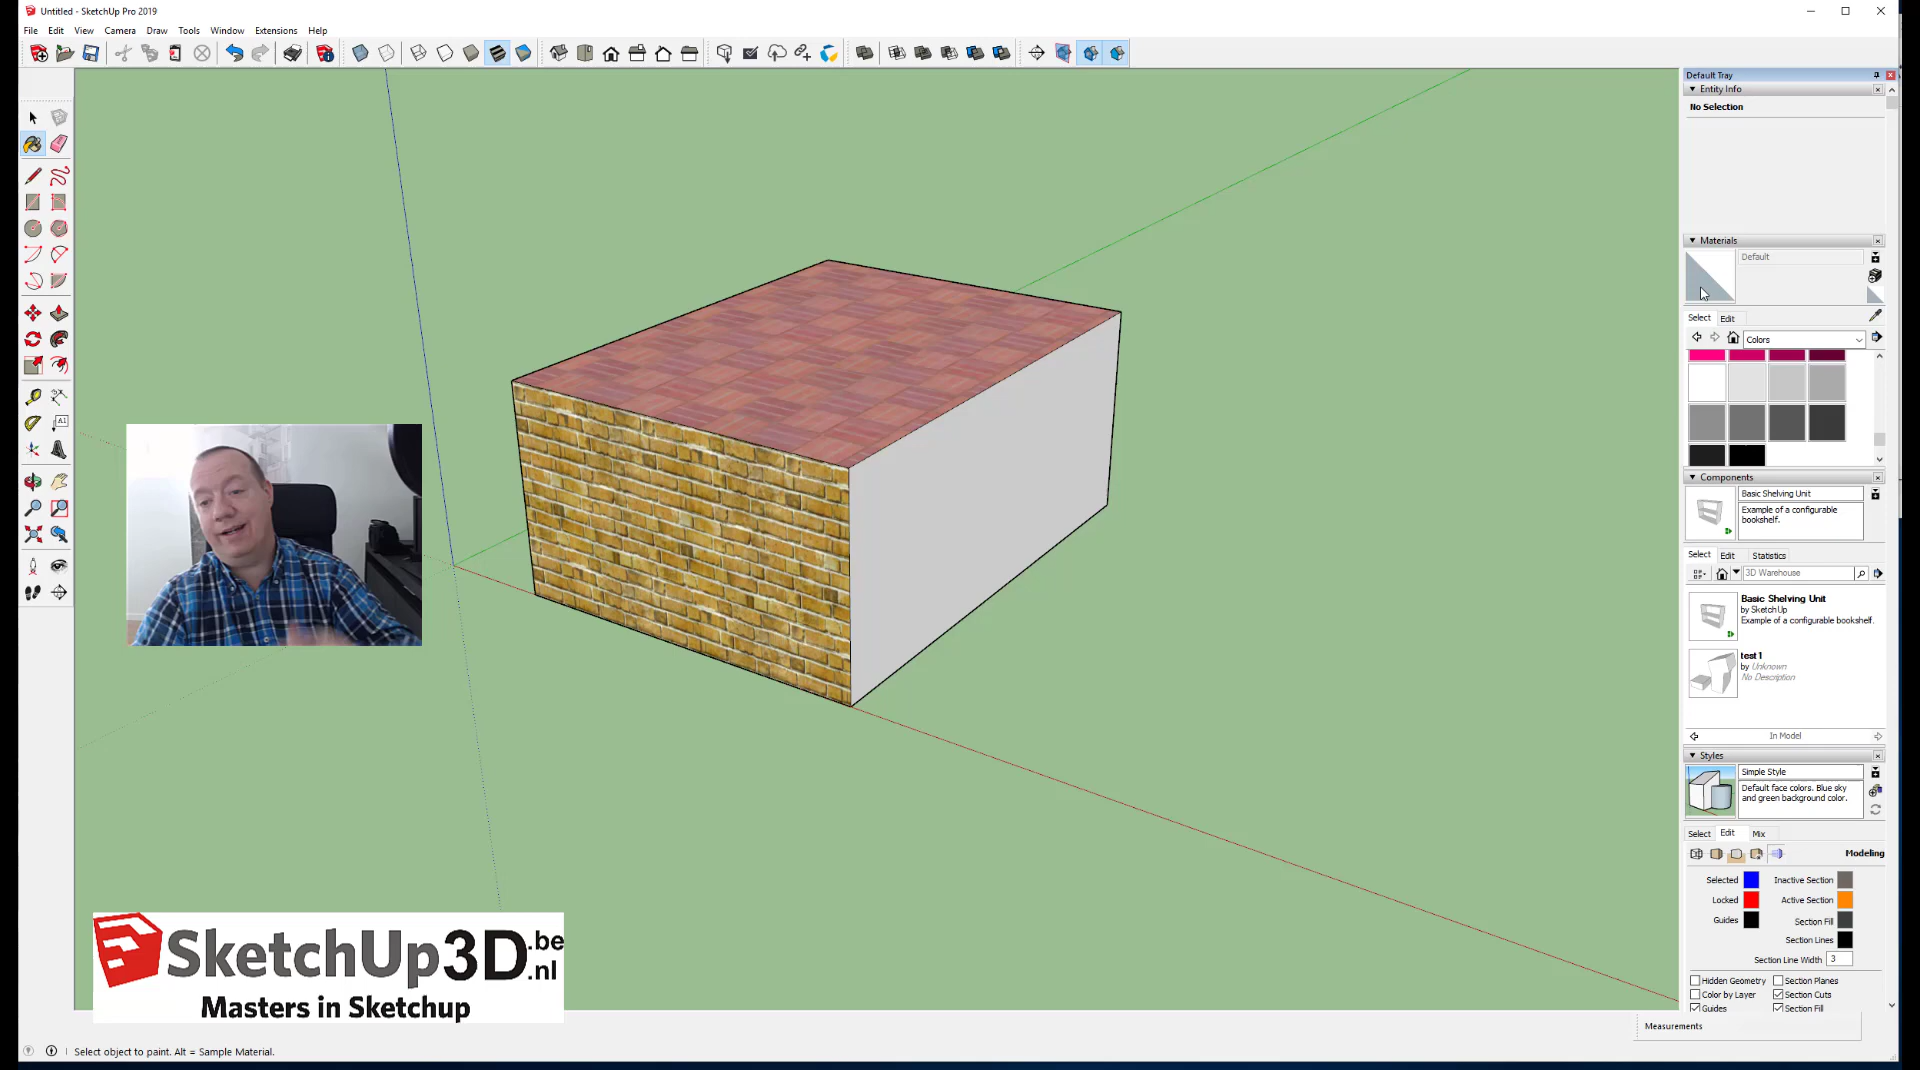 Untitled - SketchUp Pro 2019
File Edit View Camera Draw Tools Window Extensions Help
Default Tray
Entity Info
No Selection
Materials
Default
Select Edit
Colors
Components
Basic Shelving Unit
Example of a configurable
bookshelf.
Select Edit Statistics
3D Warehouse
Basic Shelving Unit
by SketchUp
Example of a configurable bookshelf.
test1
by Unknown
No Description
In Model
Styles
Simple Style
Default face colors. Blue sky
and green background color.
Select Edit Mix
Modeling
Selected Inactive Section
Locked Active Section
Guides Section Fill
Section Lines
Section Line Width 3
Hidden Geometry Section Planes
Color by Layer Section Cuts
Guides Section Fill
Measurements
SketchUp3D.be
.nl
Masters in Sketchup
Select object to paint. Alt = Sample Material.